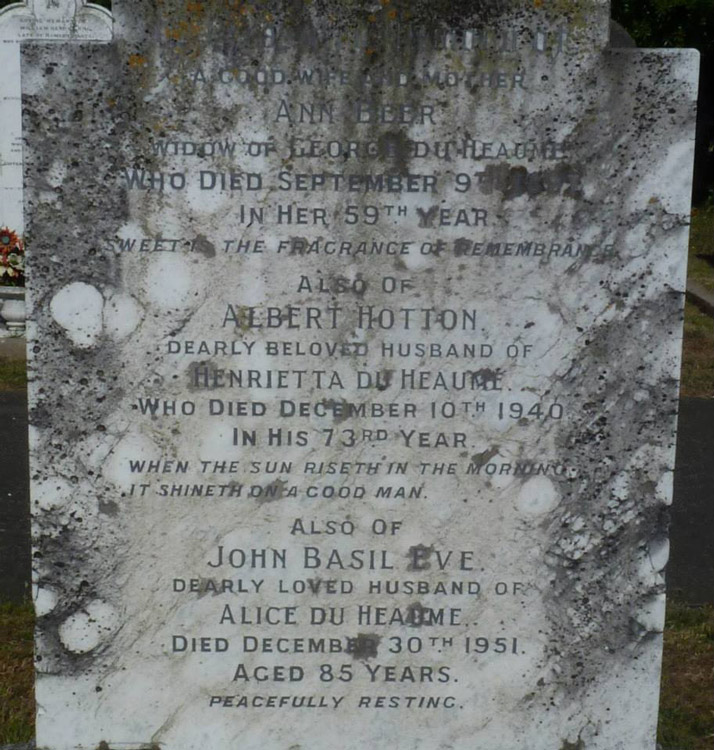 A GOOD WIFE AND MOTHER
ANN BEER
WIDOW OF GEORGE DU HEAUME
WHO DIED SEPTEMBER 9TH
IN HER 59TH YEAR
SWEET IS THE FRAGRANCE OF REMEMBRANCE
ALSO OF
ALBERT HOTTON.
DEARLY BELOVED HUSBAND OF
HENRIETTA DU HEAUME.
WHO DIED DECEMBER 10TH 1940
IN HIS 73RD YEAR.
WHEN THE SUN RISETH IN THE MORNING
IT SHINETH ON A GOOD MAN.
ALSO OF
JOHN BASIL EVE.
DEARLY LOVED HUSBAND OF
ALICE DU HEAUME.
DIED DECEMBER 30TH 1951.
AGED 85 YEARS.
PEACEFULLY RESTING.